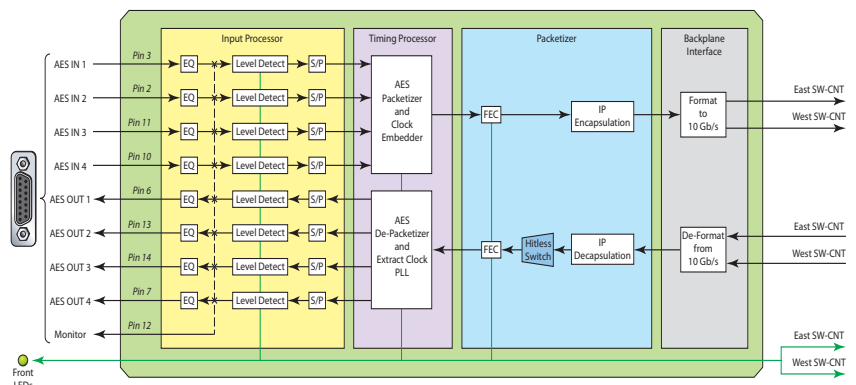 Input Processor
Timing Processor
Packetizer
Backplane
Interface
AES IN 1
Pin 3
EQ
Level Detect
S/P
AES IN 2
Pin 2
EQ
Level Detect
S/P
AES IN 3
Pin 11
EQ
Level Detect
S/P
AES IN 4
Pin 10
EQ
Level Detect
S/P
AES
Packetizer
and
Clock
Embedder
FEC
IP
Encapsulation
Format
to
10 Gb/s
East SW-CNT
West SW-CNT
AES OUT 1
Pin 6
EQ
Level Detect
S/P
AES OUT 2
Pin 13
EQ
Level Detect
S/P
AES OUT 3
Pin 14
EQ
Level Detect
S/P
AES OUT 4
Pin 7
EQ
Level Detect
S/P
AES
De-Packetizer
and
Extract Clock
PLL
FEC
Hitless
Switch
IP
Decapsulation
De-Format
from
10 Gb/s
East SW-CNT
West SW-CNT
Monitor
Pin 12
East SW-CNT
West SW-CNT
Front
LEDs